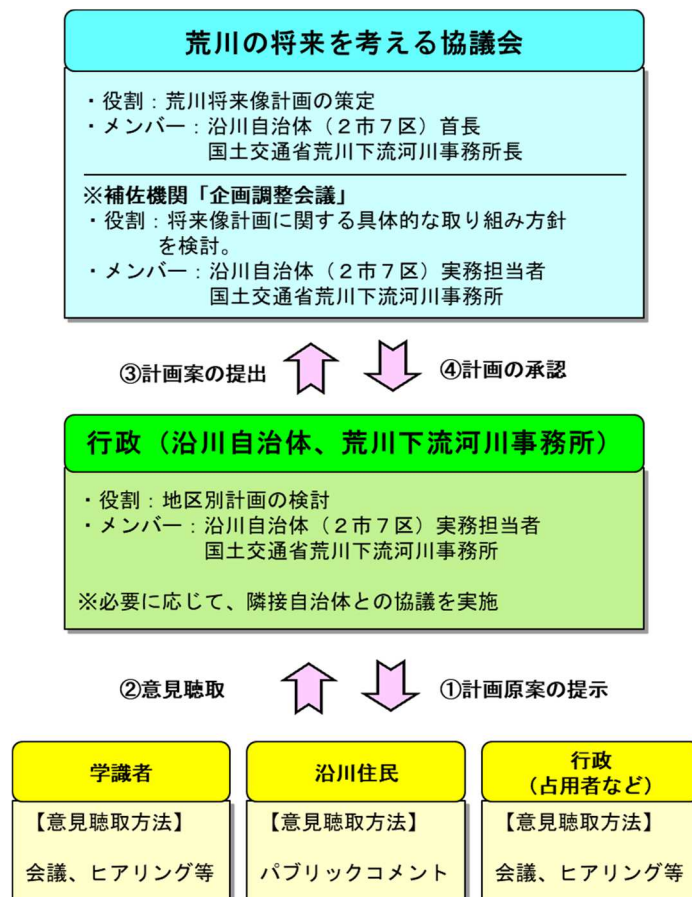 荒川の将来を考える協議会
・役割：荒川将来像計画の策定
・メンバー：沿川自治体（２市７区）首長
国土交通省荒川下流河川事務所長
※補佐機関「企画調整会議」
・役割：将来像計画に関する具体的な取り組み方針
を検討。
・メンバー：沿川自治体（２市７区）実務担当者
国土交通省荒川下流河川事務所
③計画案の提出
④計画の承認
行政（沿川自治体、荒川下流河川事務所）
・役割：地区別計画の検討
・メンバー：沿川自治体（２市７区）実務担当者
国土交通省荒川下流河川事務所
※必要に応じて、隣接自治体との協議を実施
②意見聴取
①計画原案の提示
学識者
【意見聴取方法】
会議、ヒアリング等
沿川住民
【意見聴取方法】
パブリックコメント
行政
（占用者など）
【意見聴取方法】
会議、ヒアリング等